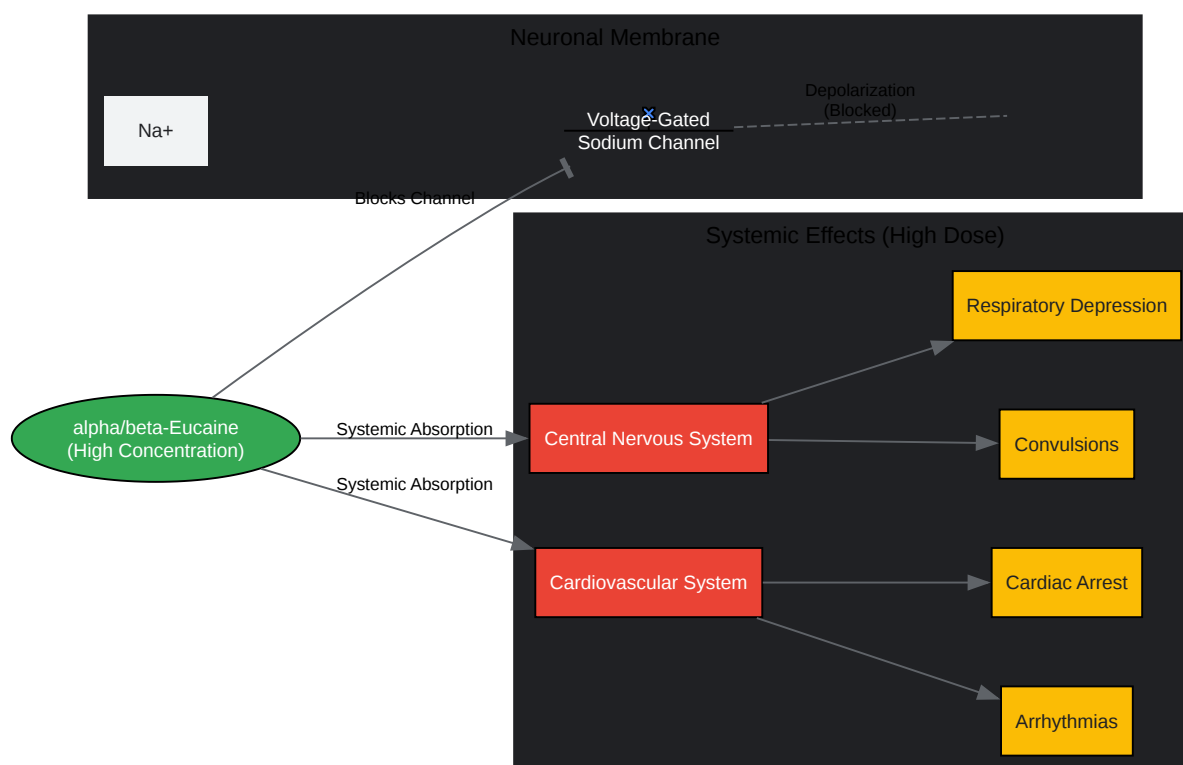 Neuronal Membrane
Na+
Voltage-Gated
Sodium Channel
Depolarization
(Blocked)
Blocks Channel
Systemic Effects (High Dose)
alpha/beta-Eucaine
(High Concentration)
Systemic Absorption
Systemic Absorption
Central Nervous System
Cardiovascular System
Respiratory Depression
Convulsions
Cardiac Arrest
Arrhythmias